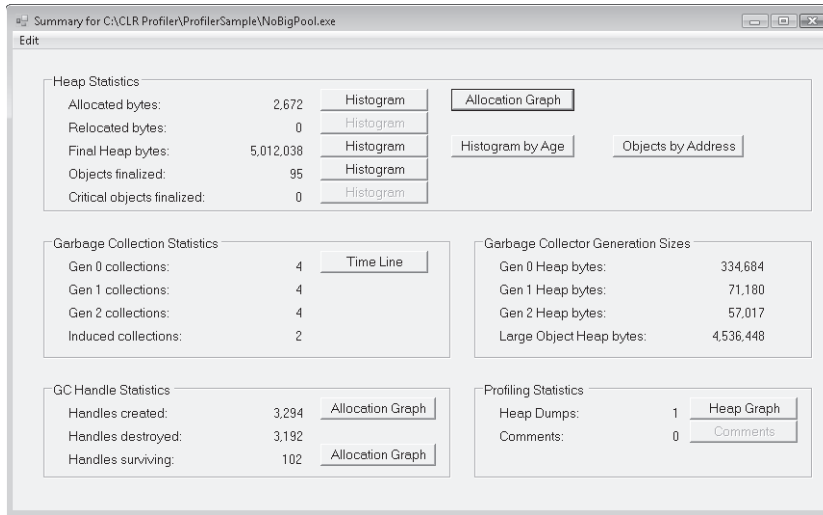 Summary for C:\CLR Profiler\ProfilerSample\NoBigPool.exe
Edit
Heap Statistics
Allocated bytes: 2,672 Histogram Allocation Graph
Relocated bytes: 0 Histogram
Final Heap bytes: 5,012,038 Histogram Histogram by Age Objects by Address
Objects finalized: 95 Histogram
Critical objects finalized: 0 Histogram
Garbage Collection Statistics
Gen 0 collections: 4 Time Line
Gen 1 collections: 4
Gen 2 collections: 4
Induced collections: 2
Garbage Collector Generation Sizes
Gen 0 Heap bytes: 334,684
Gen 1 Heap bytes: 71,180
Gen 2 Heap bytes: 57,017
Large Object Heap bytes: 4,536,448
GC Handle Statistics
Handles created: 3,294 Allocation Graph
Handles destroyed: 3,192
Handles surviving: 102 Allocation Graph
Profiling Statistics
Heap Dumps: 1 Heap Graph
Comments: 0 Comments